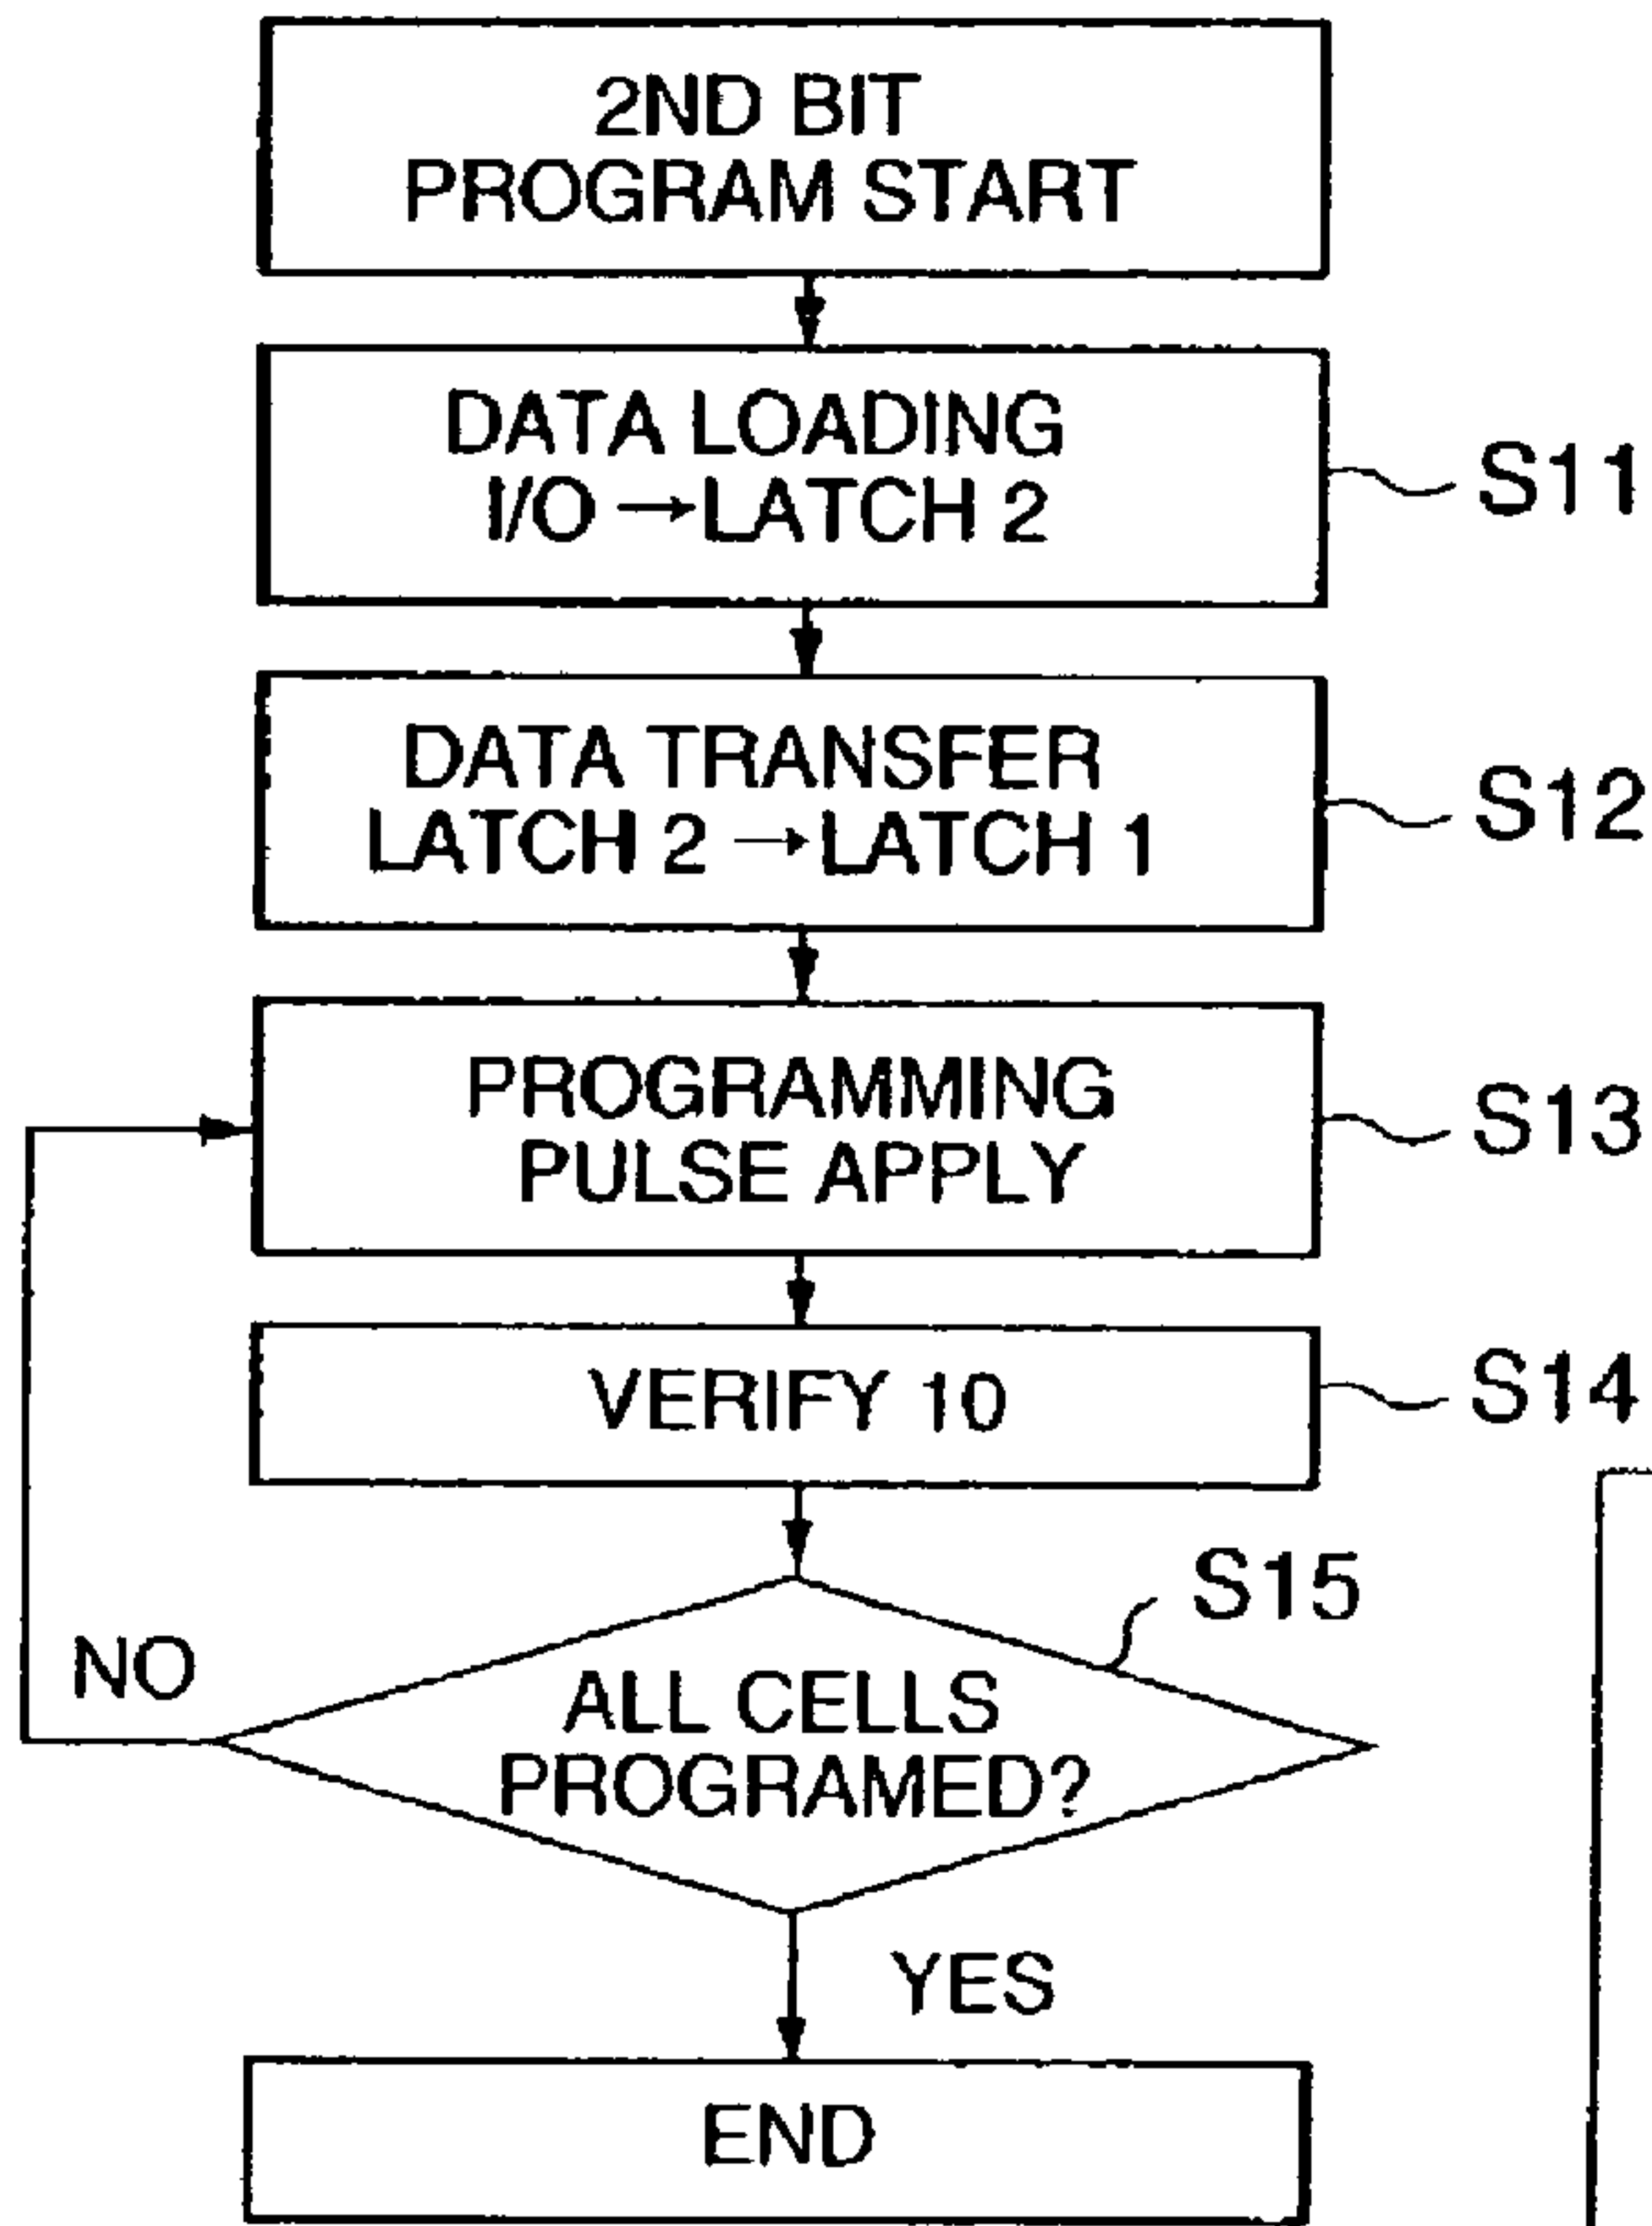 2ND BIT
PROGRAM START
DATA LOADING
I/O→LATCH 2
S11
DATA TRANSFER
LATCH 2→LATCH 1
S12
PROGRAMMING
PULSE APPLY
S13
VERIFY 10
S14
S15
NO
ALL CELLS
PROGRAMED?
YES
END